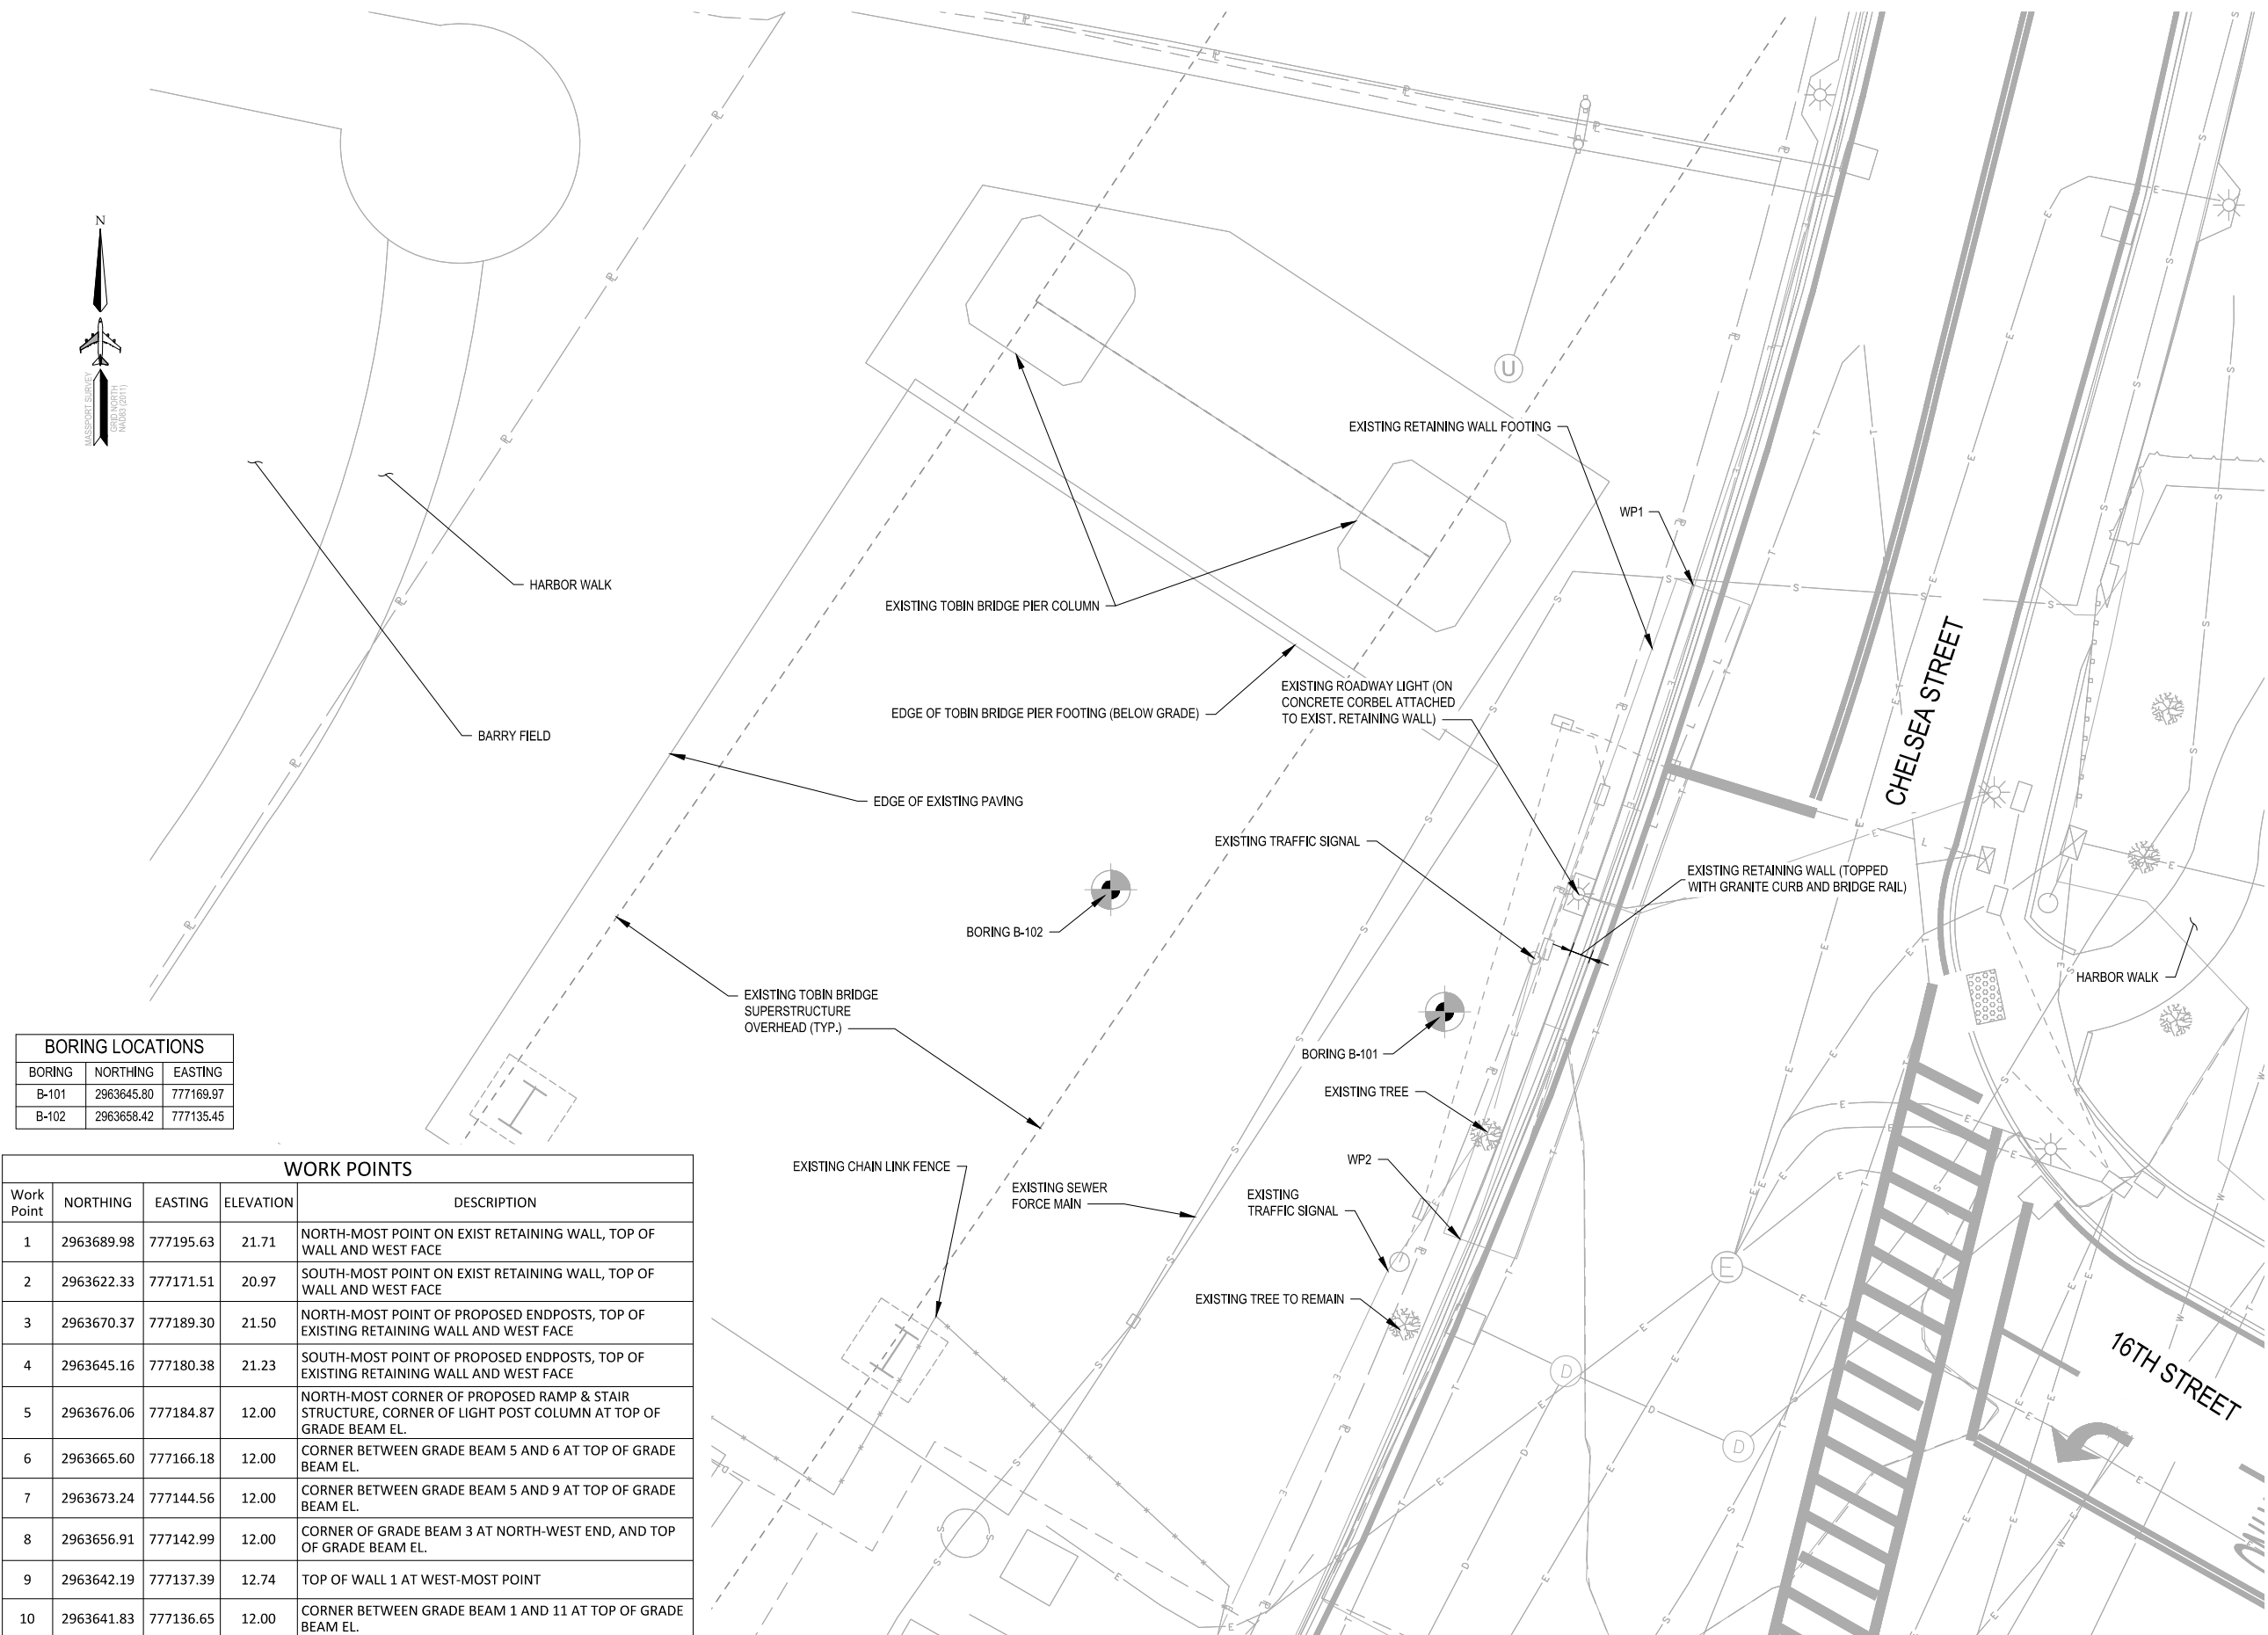 N
MASSPORT SURVEY
GRID NORTH
NAD83 (2011)
U
EXISTING RETAINING WALL FOOTING
WP1
HARBOR WALK
EXISTING TOBIN BRIDGE PIER COLUMN
CHELSEA STREET
EXISTING ROADWAY LIGHT (ON
CONCRETE CORBEL ATTACHED
TO EXIST. RETAINING WALL)
EDGE OF TOBIN BRIDGE PIER FOOTING (BELOW GRADE)
BARRY FIELD
EDGE OF EXISTING PAVING
EXISTING TRAFFIC SIGNAL
EXISTING RETAINING WALL (TOPPED
WITH GRANITE CURB AND BRIDGE RAIL)
BORING B-102
HARBOR WALK
EXISTING TOBIN BRIDGE
SUPERSTRUCTURE
OVERHEAD (TYP.)
BORING B-101
EXISTING TREE
WP2
EXISTING CHAIN LINK FENCE
EXISTING SEWER
FORCE MAIN
EXISTING
TRAFFIC SIGNAL
EXISTING TREE TO REMAIN
E
D
D
16TH STREET
BORING LOCATIONS
BORING NORTHING EASTING
B-101 2963645.80 777169.97
B-102 2963658.42 777135.45
WORK POINTS
Work
Point NORTHING EASTING ELEVATION DESCRIPTION
1 2963689.98 777195.63 21.71 NORTH-MOST POINT ON EXIST RETAINING WALL, TOP OF
WALL AND WEST FACE
2 2963622.33 777171.51 20.97 SOUTH-MOST POINT ON EXIST RETAINING WALL, TOP OF
WALL AND WEST FACE
3 2963670.37 777189.30 21.50 NORTH-MOST POINT OF PROPOSED ENDPOSTS, TOP OF
EXISTING RETAINING WALL AND WEST FACE
4 2963645.16 777180.38 21.23 SOUTH-MOST POINT OF PROPOSED ENDPOSTS, TOP OF
EXISTING RETAINING WALL AND WEST FACE
5 2963676.06 777184.87 12.00 NORTH-MOST CORNER OF PROPOSED RAMP & STAIR
STRUCTURE, CORNER OF LIGHT POST COLUMN AT TOP OF
GRADE BEAM EL.
6 2963665.60 777166.18 12.00 CORNER BETWEEN GRADE BEAM 5 AND 6 AT TOP OF GRADE
BEAM EL.
7 2963673.24 777144.56 12.00 CORNER BETWEEN GRADE BEAM 5 AND 9 AT TOP OF GRADE
BEAM EL.
8 2963656.91 777142.99 12.00 CORNER OF GRADE BEAM 3 AT NORTH-WEST END, AND TOP
OF GRADE BEAM EL.
9 2963642.19 777137.39 12.74 TOP OF WALL 1 AT WEST-MOST POINT
10 2963641.83 777136.65 12.00 CORNER BETWEEN GRADE BEAM 1 AND 11 AT TOP OF GRADE
BEAM EL.